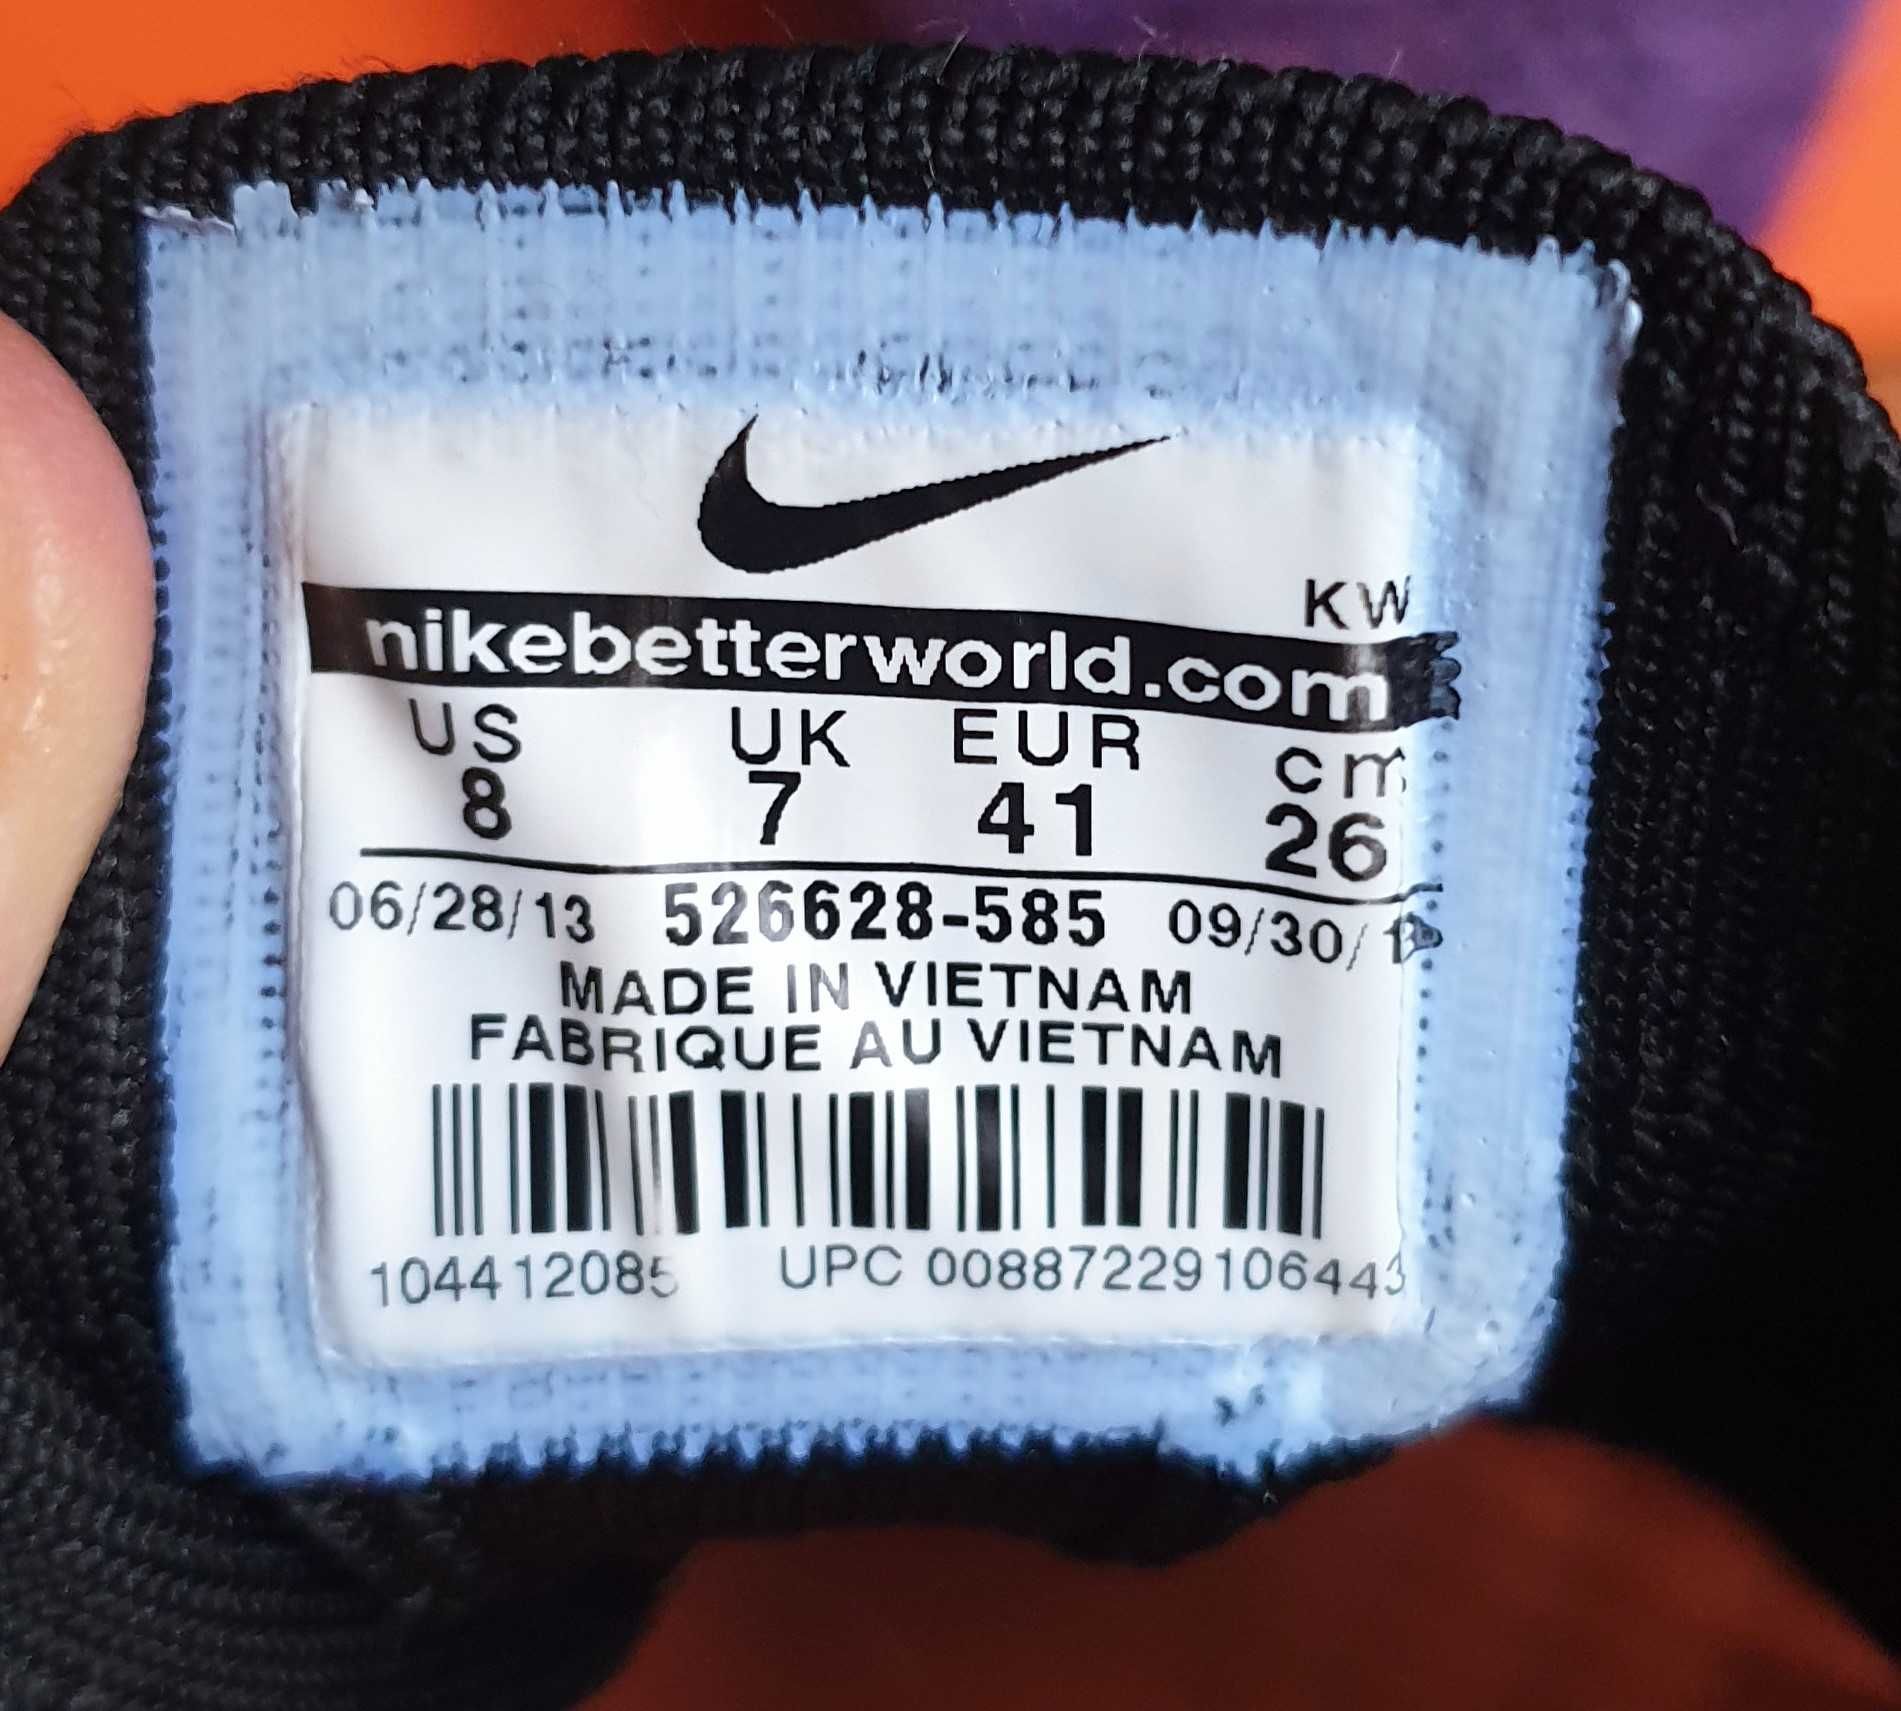 KW
nikebetterworld.com
US UK EUR cm
8 7 41 26
06/28/13 526628-585 09/30/
MADE IN VIETNAM
FABRIQUE AU VIETNAM
104412085 UPC 00887229106443